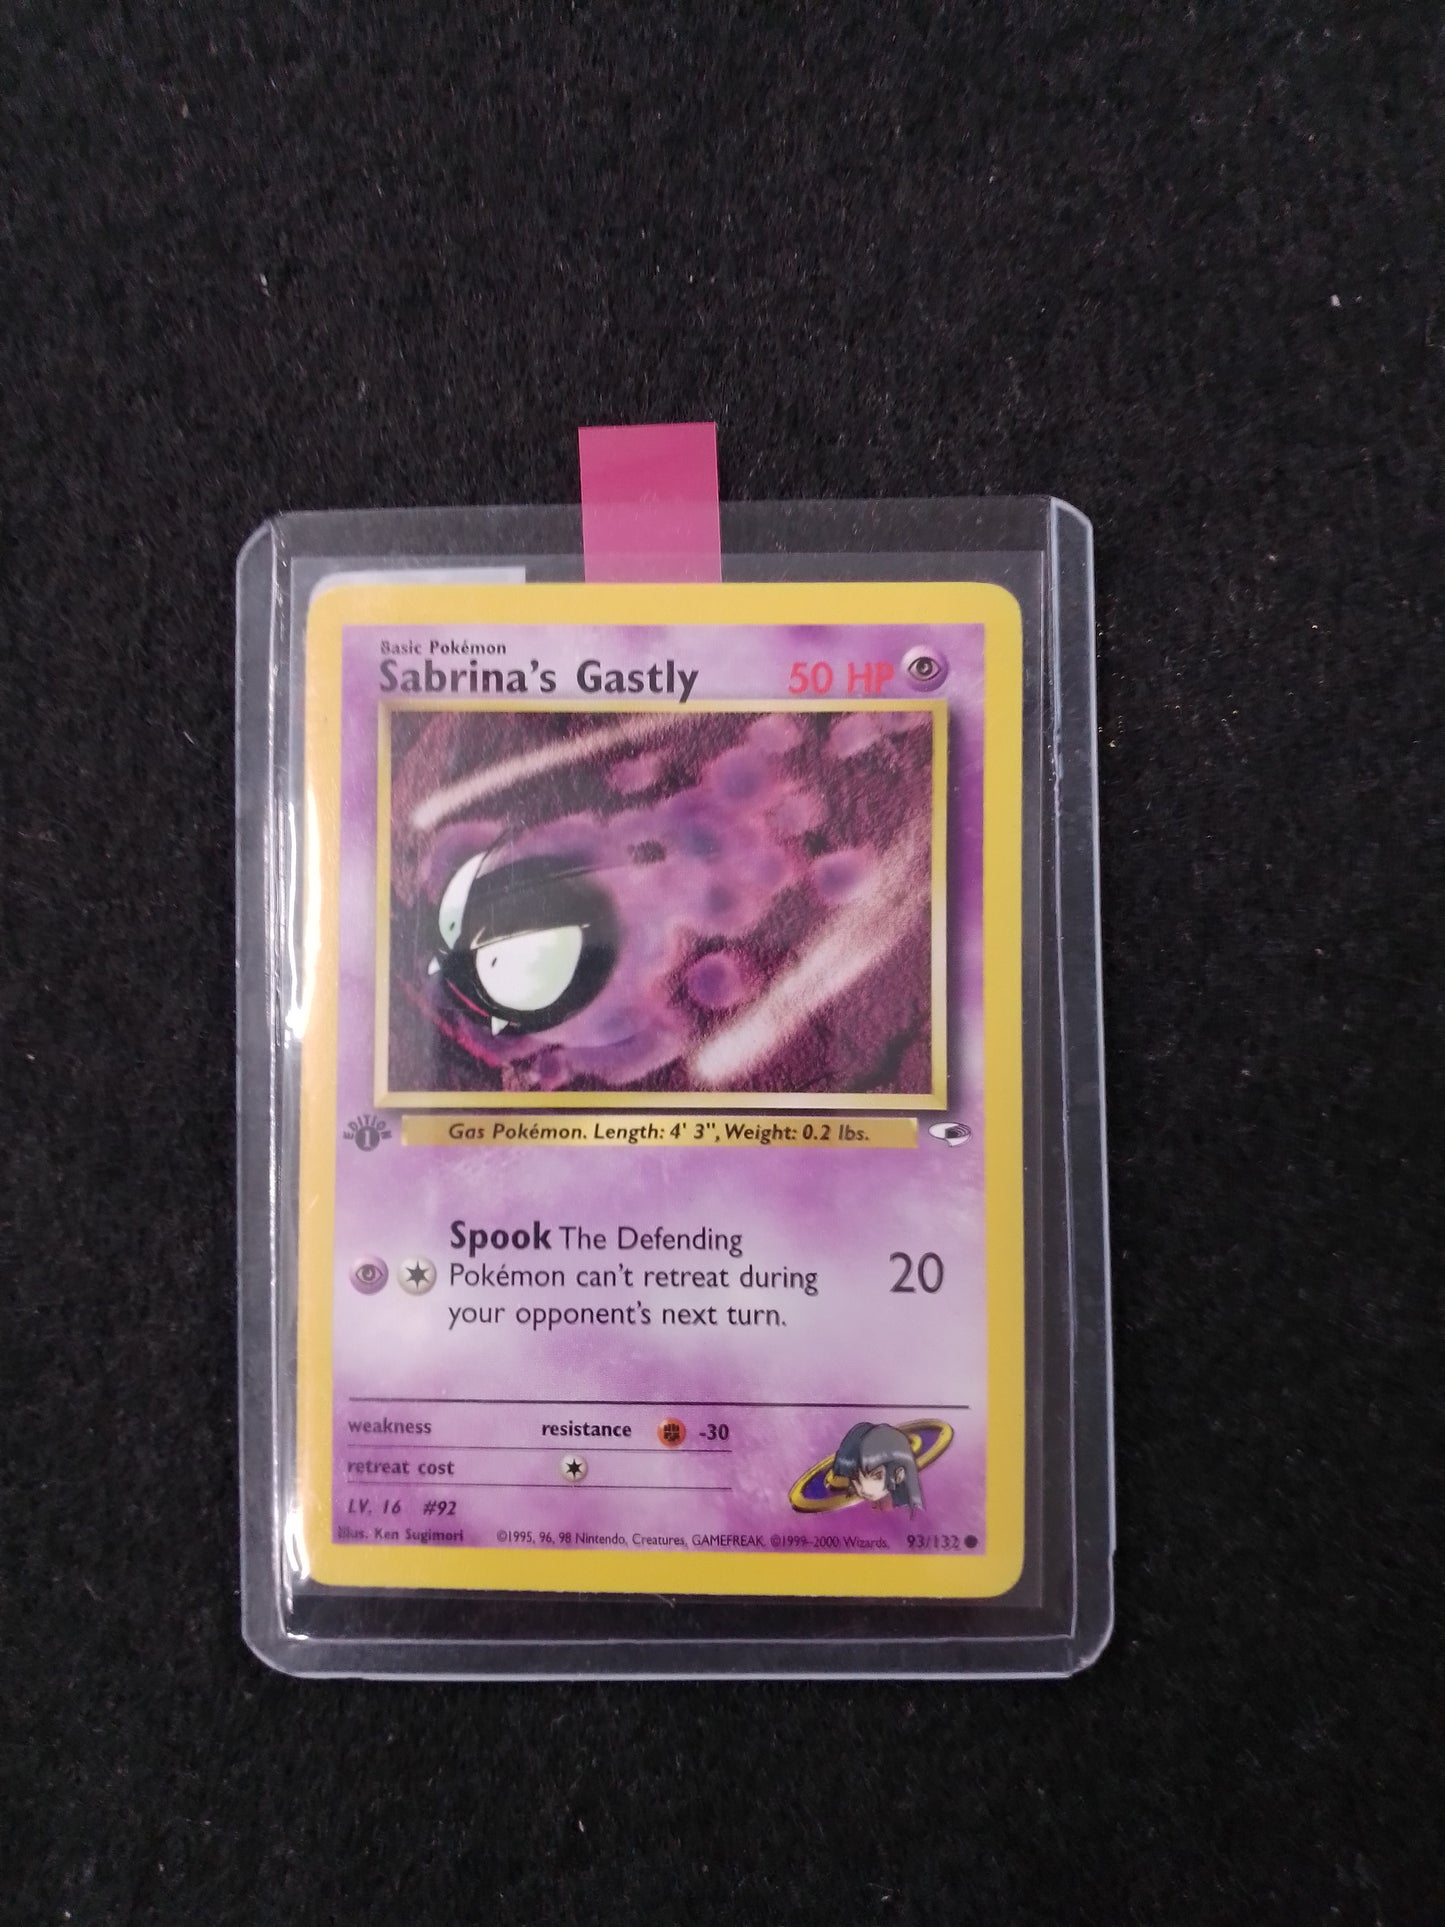 Basic Pokémon
Sabrina's Gastly 50 HP
EDITION
1
Gas Pokémon. Length: 4' 3", Weight: 0.2 lbs.
Spook The Defending
Pokémon can't retreat during
your opponent's next turn.
20
weakness resistance -30
retreat cost
LV. 16 #92
Illus. Ken Sugimori ©1995, 96, 98 Nintendo, Creatures, GAMEFREAK. ©1999-2000 Wizards. 93/132